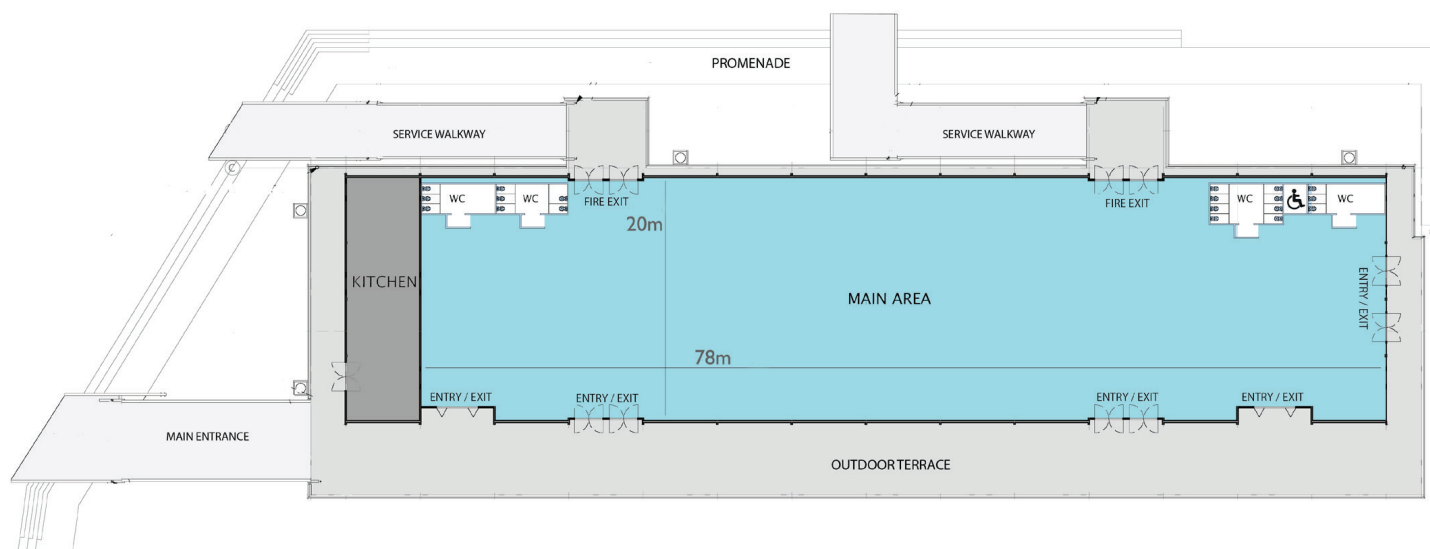 PROMENADE
SERVICE WALKWAY
SERVICE WALKWAY
WC
WC
FIRE EXIT
FIRE EXIT
WC
WC
20m
KITCHEN
MAIN AREA
ENTRY / EXIT
78m
ENTRY / EXIT
ENTRY / EXIT
ENTRY / EXIT
ENTRY / EXIT
MAIN ENTRANCE
OUTDOOR TERRACE